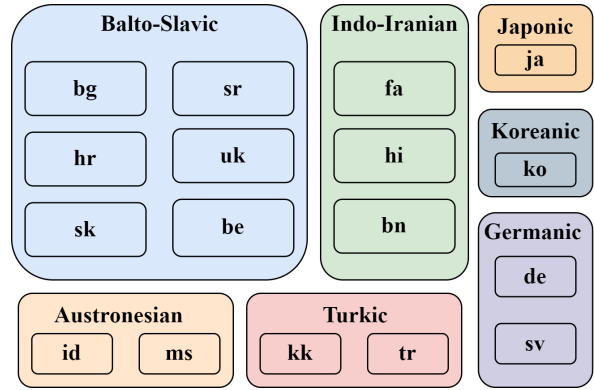 Balto-Slavic
bg sr
hr uk
sk be
Indo-Iranian
fa
hi
bn
Japonic
ja
Koreanic
ko
Germanic
de
sv
Austronesian
id ms
Turkic
kk tr